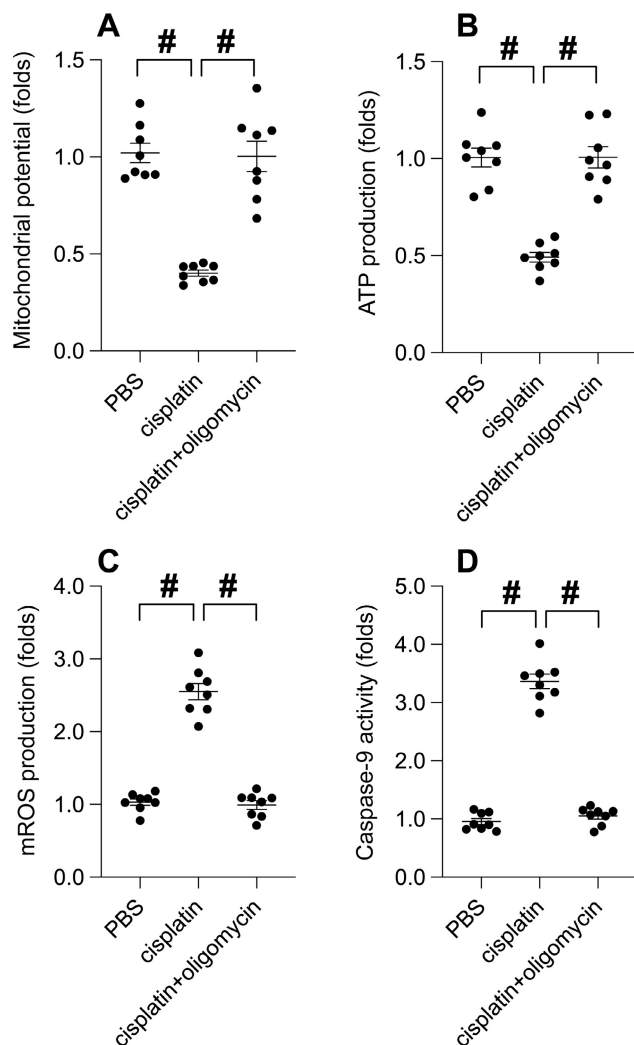 A
# #
Mitochondrial potential (folds)
1.5
1.0
0.5
0.0
PBS
cisplatin
cisplatin+oligomycin
B
# #
ATP production (folds)
1.5
1.0
0.5
0.0
PBS
cisplatin
cisplatin+oligomycin
C
# #
mROS production (folds)
4.0
3.0
2.0
1.0
0.0
PBS
cisplatin
cisplatin+oligomycin
D
# #
Caspase-9 activity (folds)
5.0
4.0
3.0
2.0
1.0
0.0
PBS
cisplatin
cisplatin+oligomycin